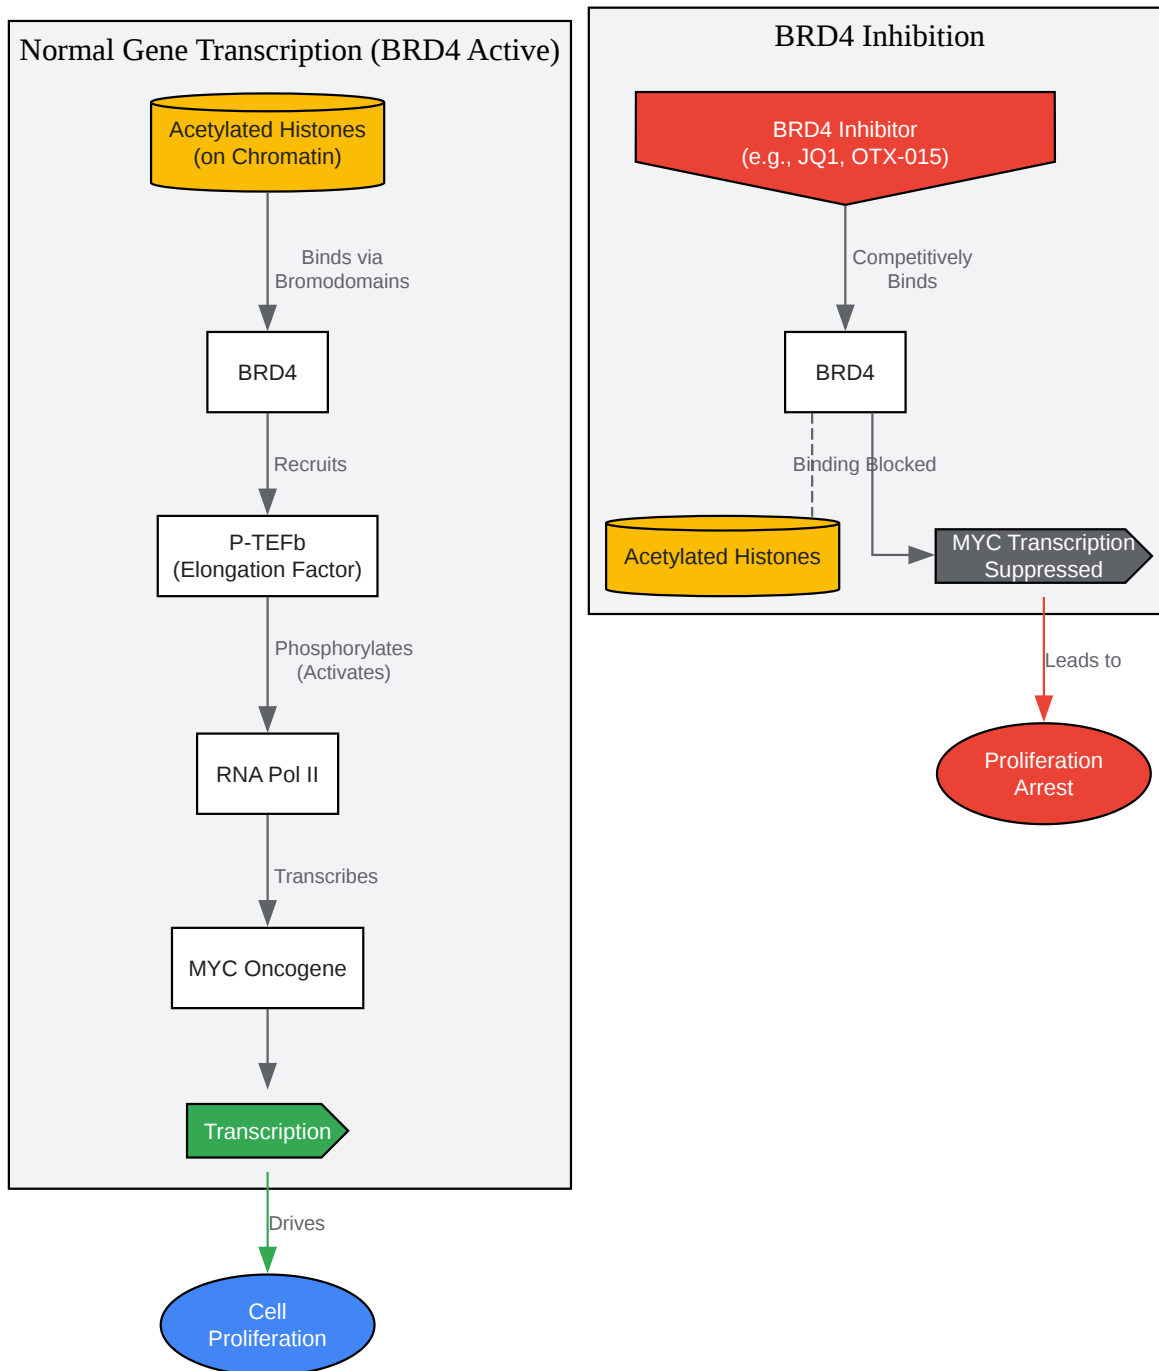 Normal Gene Transcription (BRD4 Active)
Acetylated Histones
(on Chromatin)
Binds via
Bromodomains
BRD4
Recruits
P-TEFb
(Elongation Factor)
Phosphorylates
(Activates)
RNA Pol II
Transcribes
MYC Oncogene
Transcription
Drives
Cell
Proliferation
BRD4 Inhibition
BRD4 Inhibitor
(e.g., JQ1, OTX-015)
Competitively
Binds
BRD4
Binding Blocked
Acetylated Histones
MYC Transcription
Suppressed
Leads to
Proliferation
Arrest